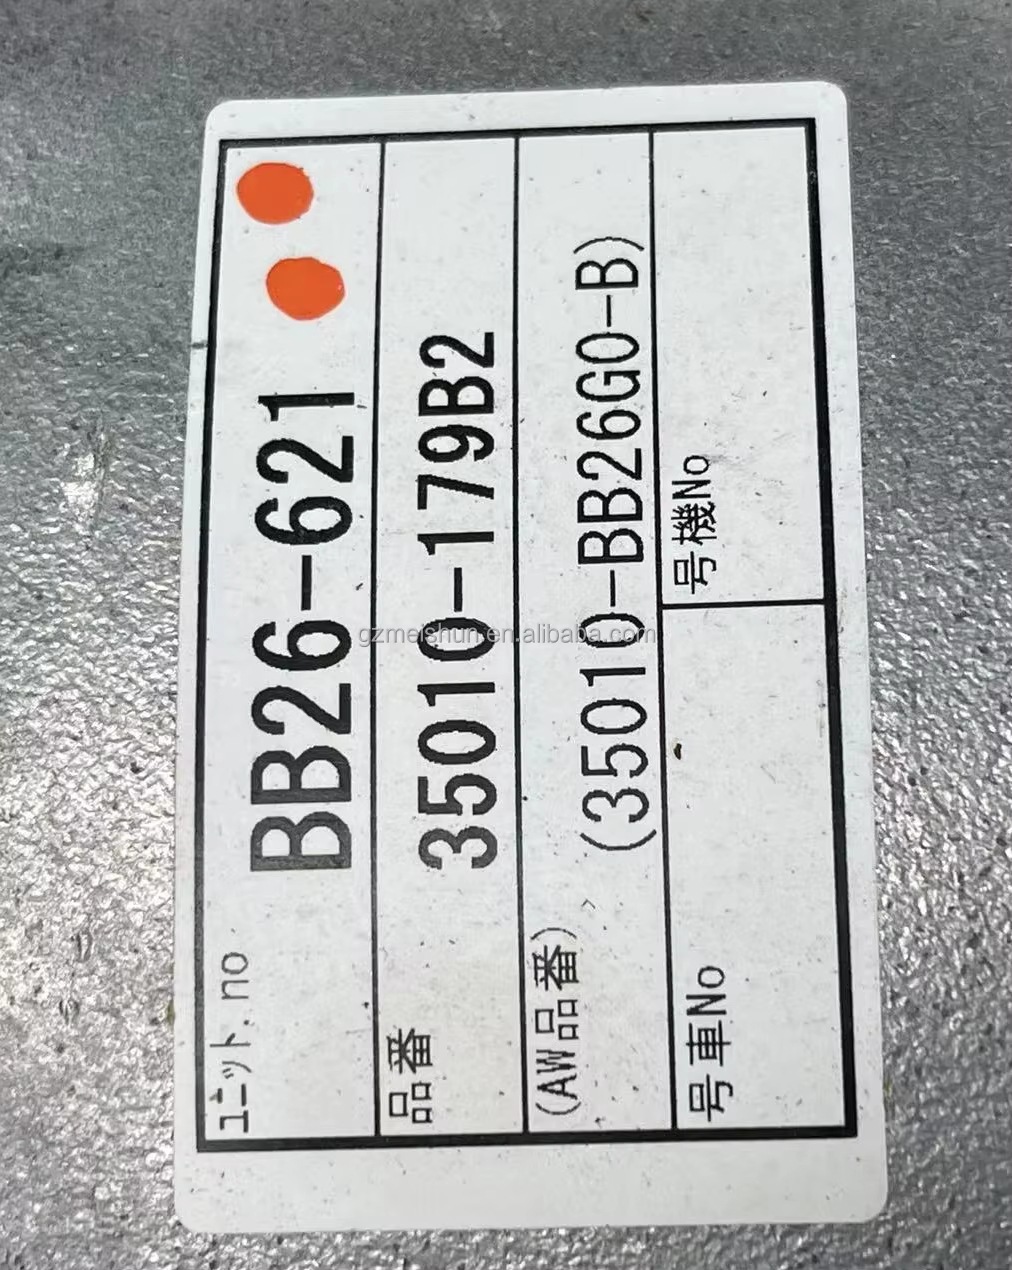 ユニット.no BB26-621
品番 35010-179B2
(AW品番) (35010-BB26G0-B)
号車No 号機No
gzmeishun.en.alibaba.com